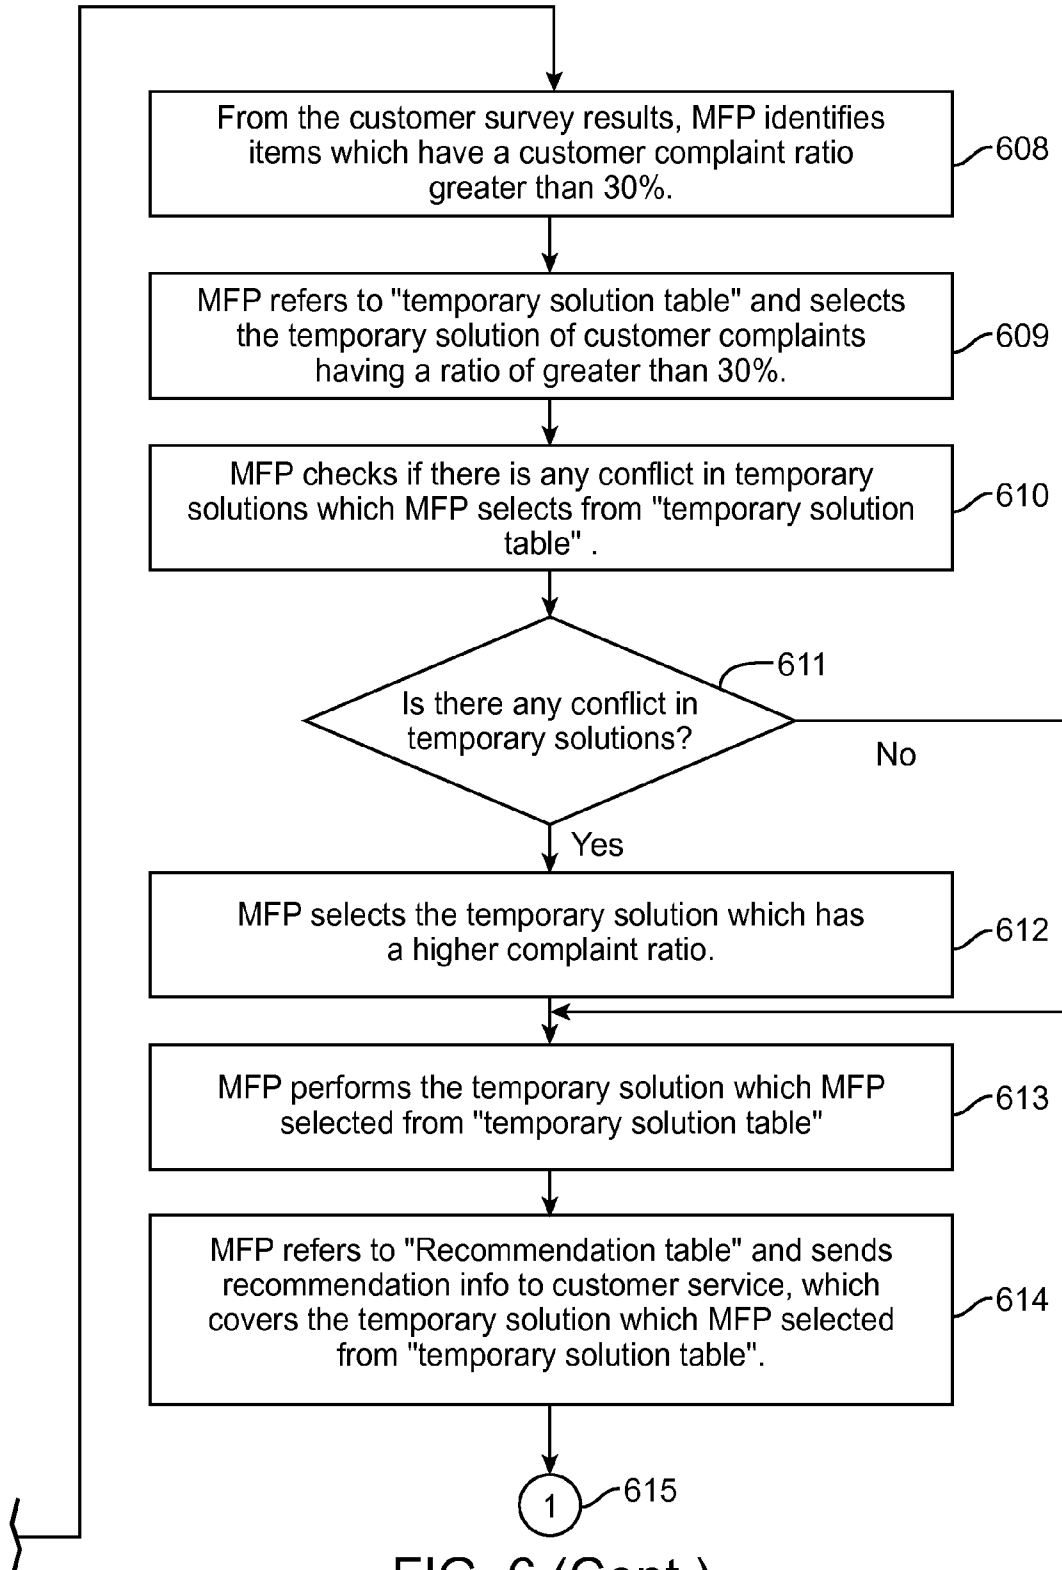 From the customer survey results, MFP identifies
items which have a customer complaint ratio
greater than 30%.
608
MFP refers to "temporary solution table" and selects
the temporary solution of customer complaints
having a ratio of greater than 30%.
609
MFP checks if there is any conflict in temporary
solutions which MFP selects from "temporary solution
table" .
610
611
Is there any conflict in
temporary solutions?
No
Yes
MFP selects the temporary solution which has
a higher complaint ratio.
612
MFP performs the temporary solution which MFP
selected from "temporary solution table"
613
MFP refers to "Recommendation table" and sends
recommendation info to customer service, which
covers the temporary solution which MFP selected
from "temporary solution table".
614
1
615
FIG. 6 (Cont.)